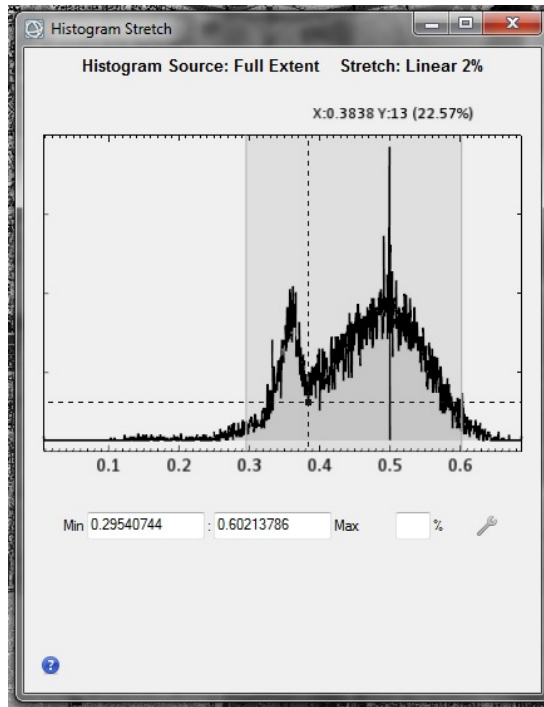 Histogram Stretch
Histogram Source: Full Extent Stretch: Linear 2%
X:0.3838 Y:13 (22.57%)
0.1 0.2 0.3 0.4 0.5 0.6
Min 0.29540744 : 0.60213786 Max %
?